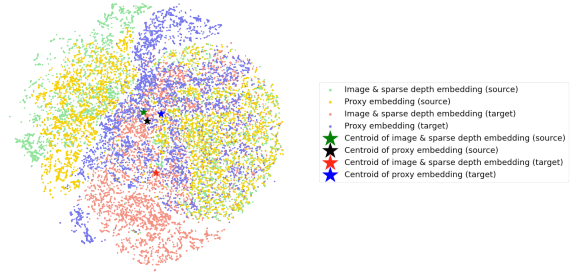 Image & sparse depth embedding (source)
Proxy embedding (source)
Image & sparse depth embedding (target)
Proxy embedding (target)
Centroid of image & sparse depth embedding (source)
Centroid of proxy embedding (source)
Centroid of image & sparse depth embedding (target)
Centroid of proxy embedding (target)